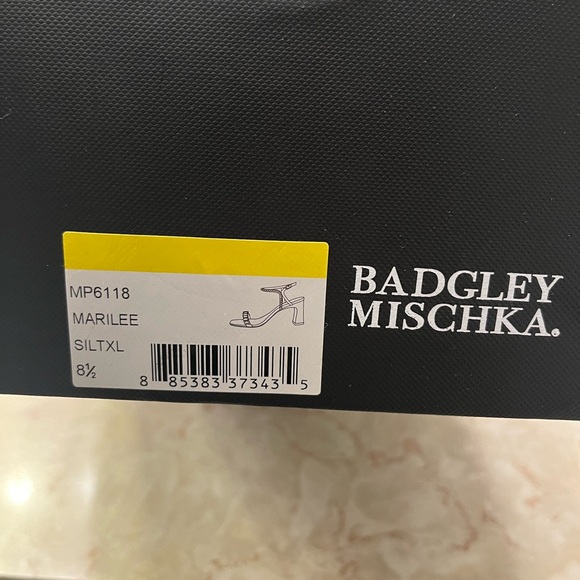 MP6118
MARILEE
SILTXL
8½
8 85383 37343 5
BADGLEY
MISCHKA®